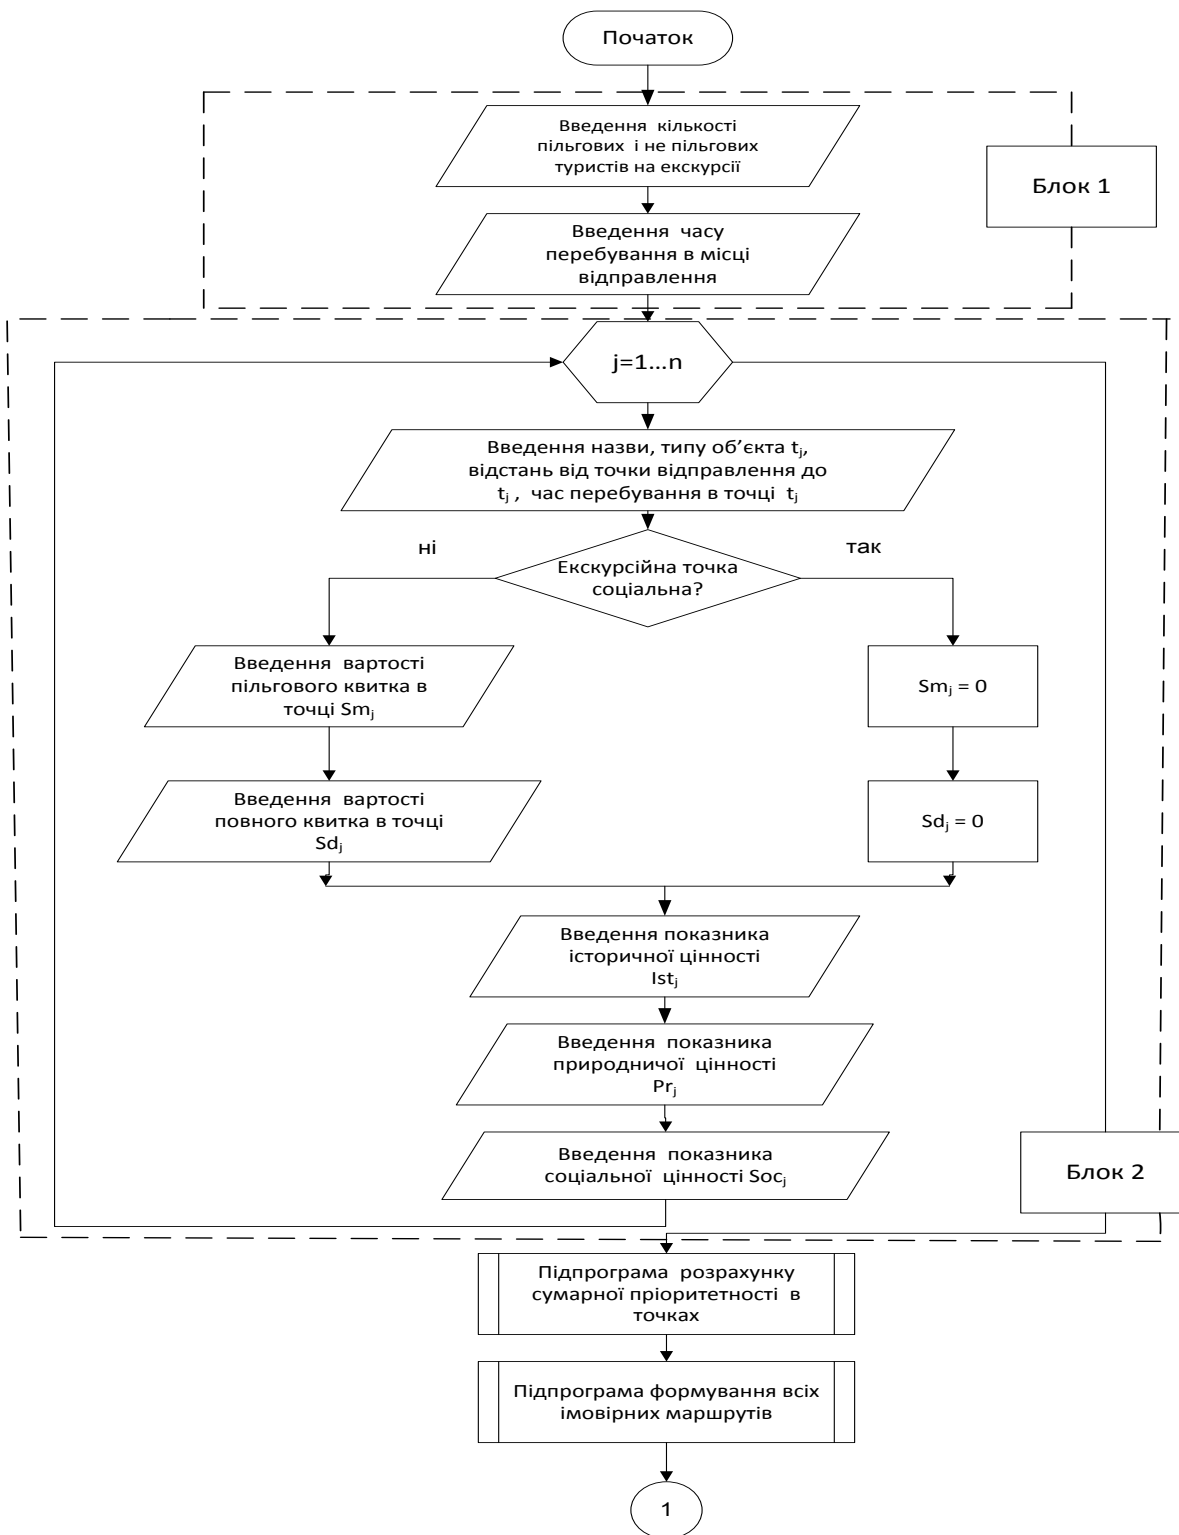 Початок
Введення кількості
пільгових і не пільгових
туристів на екскурсії
Блок 1
Введення часу
перебування в місці
відправлення
j=1...n
Введення назви, типу об’єкта tj,
відстань від точки відправлення до
tj , час перебування в точці tj
ні
так
Екскурсійна точка
соціальна?
Введення вартості
пільгового квитка в
точці Smj
Smj = 0
Введення вартості
повного квитка в точці
Sdj
Sdj = 0
Введення показника
історичної цінності
Istj
Введення показника
природничої цінності
Prj
Введення показника
соціальної цінності Socj
Блок 2
Підпрограма розрахунку
сумарної пріоритетності в
точках
Підпрограма формування всіх
імовірних маршрутів
1